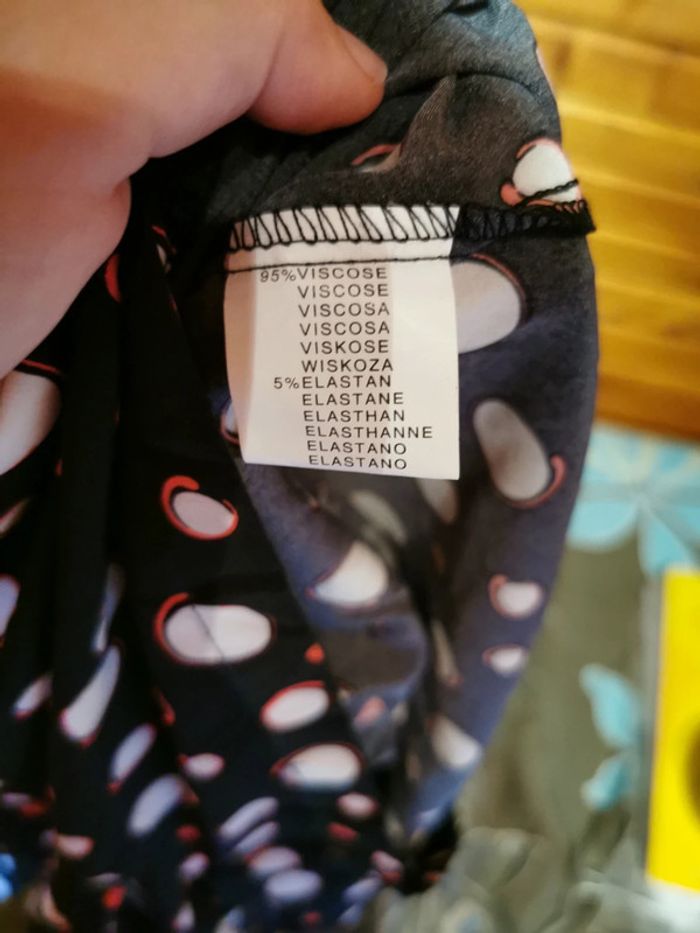 95% VISCOSE
VISCOSE
VISCOSA
VISCOSA
VISKOSE
WISKOZA
5% ELASTAN
ELASTANE
ELASTHAN
ELASTHANNE
ELASTANO
ELASTANO